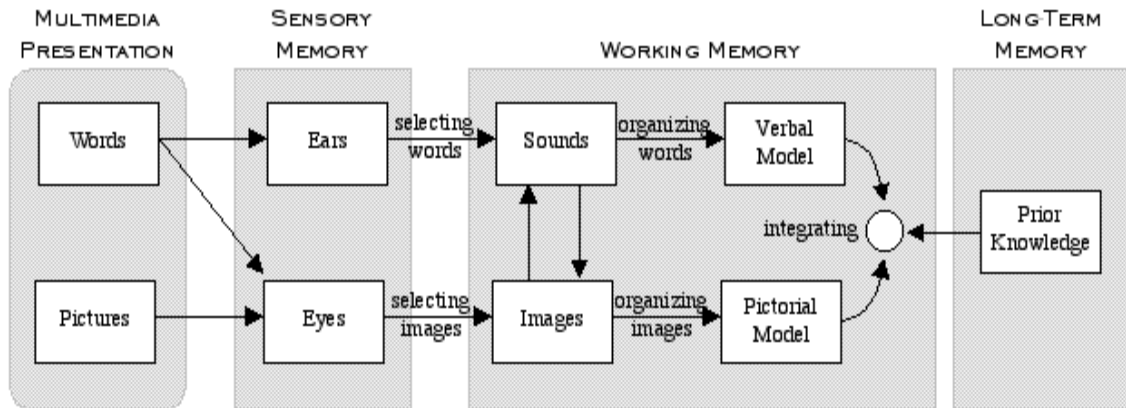 MULTIMEDIA
PRESENTATION
SENSORY
MEMORY
WORKING MEMORY
LONG-TERM
MEMORY
Words
Ears
selecting
words
Sounds
organizing
words
Verbal
Model
integrating
Prior
Knowledge
Pictures
Eyes
selecting
images
Images
organizing
images
Pictorial
Model